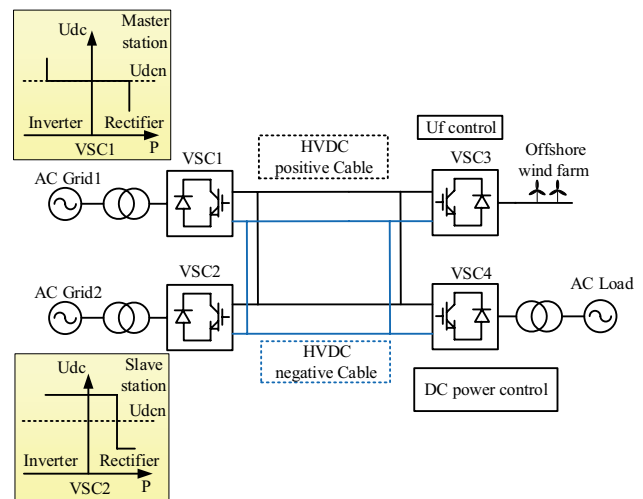 Udc
Master
station
Udcn
Inverter
Rectifier
VSC1
P
HVDC
positive Cable
Uf control
VSC1
VSC3
Offshore
wind farm
AC Grid1
VSC2
VSC4
AC Grid2
AC Load
HVDC
negative Cable
DC power control
Udc
Slave
station
Udcn
Inverter
Rectifier
VSC2
P